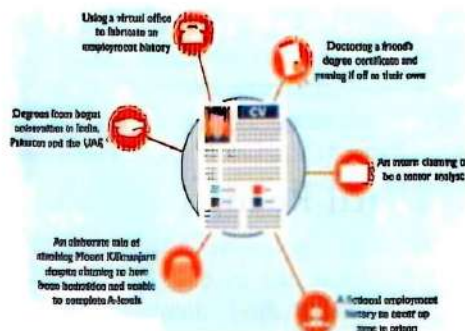 Using a virtual office
to fabricate an
employment history
Doctoring a friend's
degree certificate and
passing it off as their own
Degrees from bogus
universities in India,
Pakistan and the UAE
CV
An intern claiming to
be a senior analyst
An elaborate tale of
climbing Mount Kilimanjaro
despite claiming to have
been homeless and unable
to complete A-levels
A fictional employment
history to cover up
time in prison